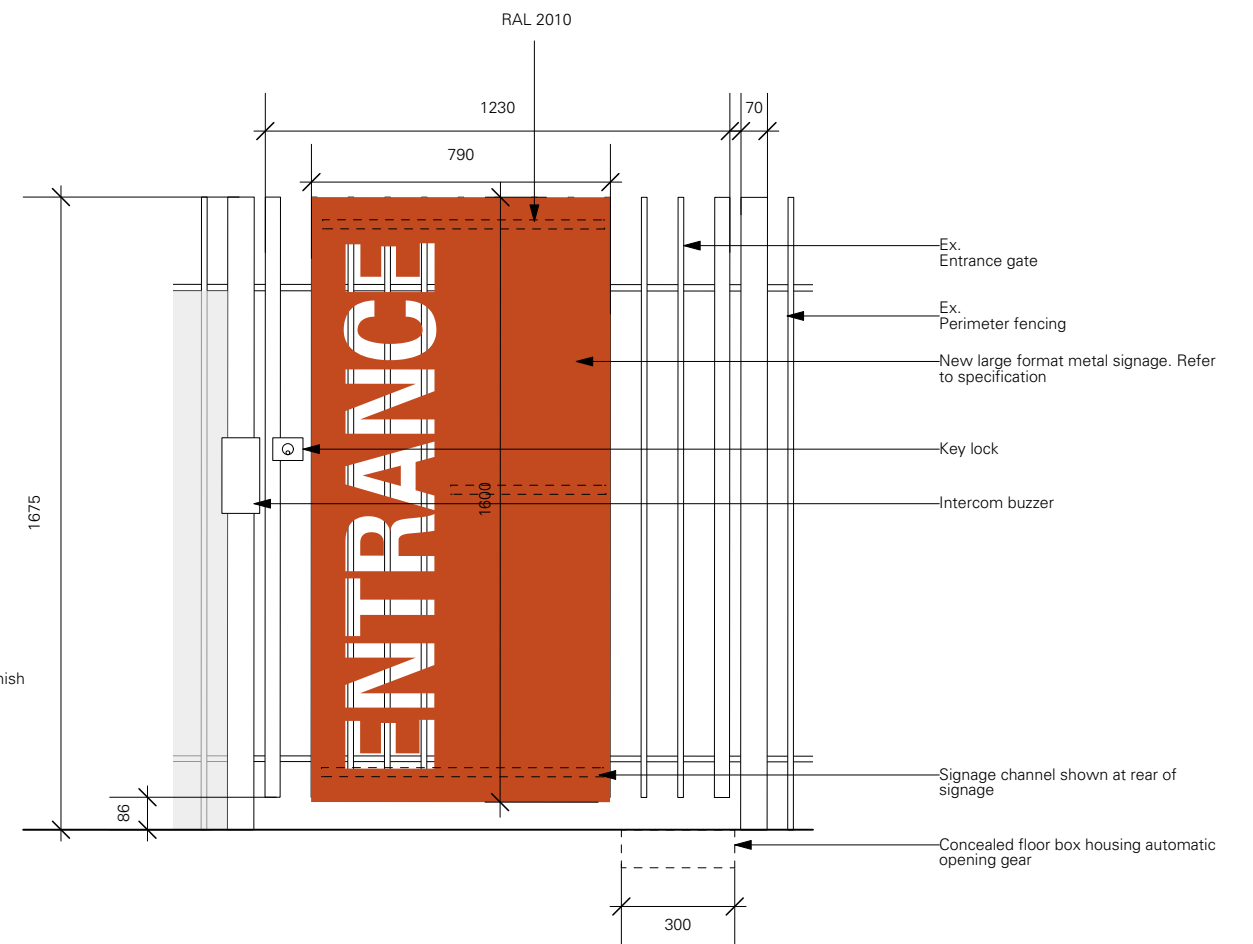 RAL 2010
1230
70
790
Ex.
Entrance gate
Ex.
Perimeter fencing
New large format metal signage. Refer
to specification
Key lock
Intercom buzzer
ENTRANCE
1600
1675
nish
Signage channel shown at rear of
signage
86
Concealed floor box housing automatic
opening gear
300